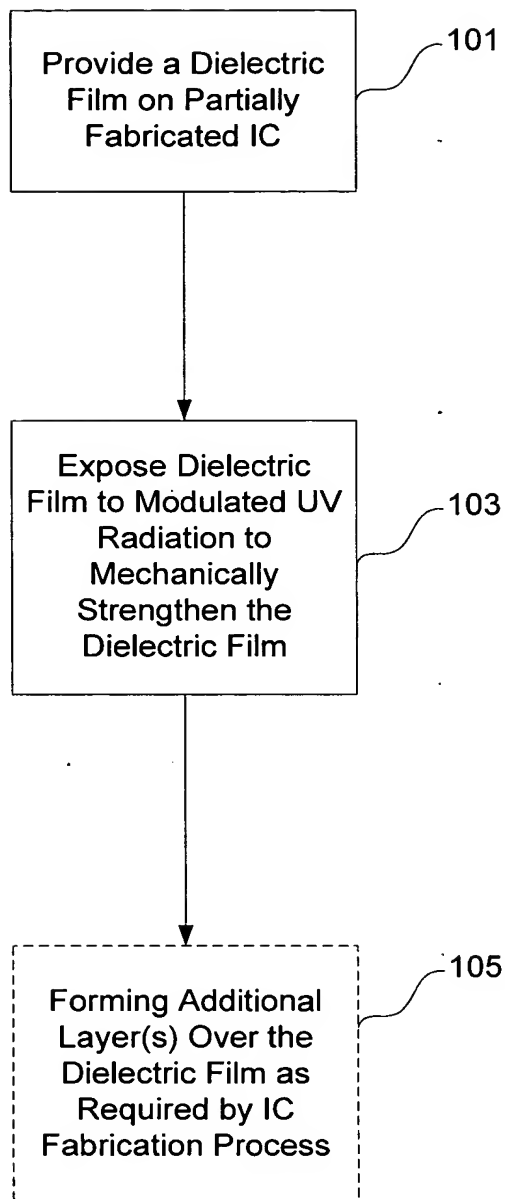 Provide a Dielectric
Film on Partially
Fabricated IC
101
Expose Dielectric
Film to Modulated UV
Radiation to
Mechanically
Strengthen the
Dielectric Film
103
Forming Additional
Layer(s) Over the
Dielectric Film as
Required by IC
Fabrication Process
105